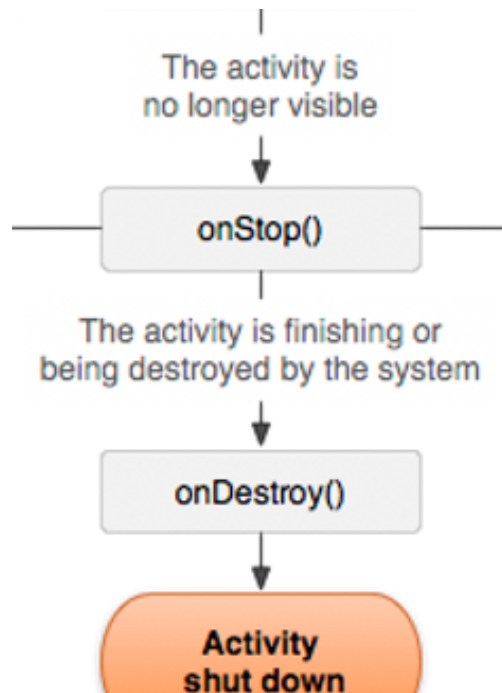 The activity is
no longer visible
onStop()
The activity is finishing or
being destroyed by the system
onDestroy()
Activity
shut down